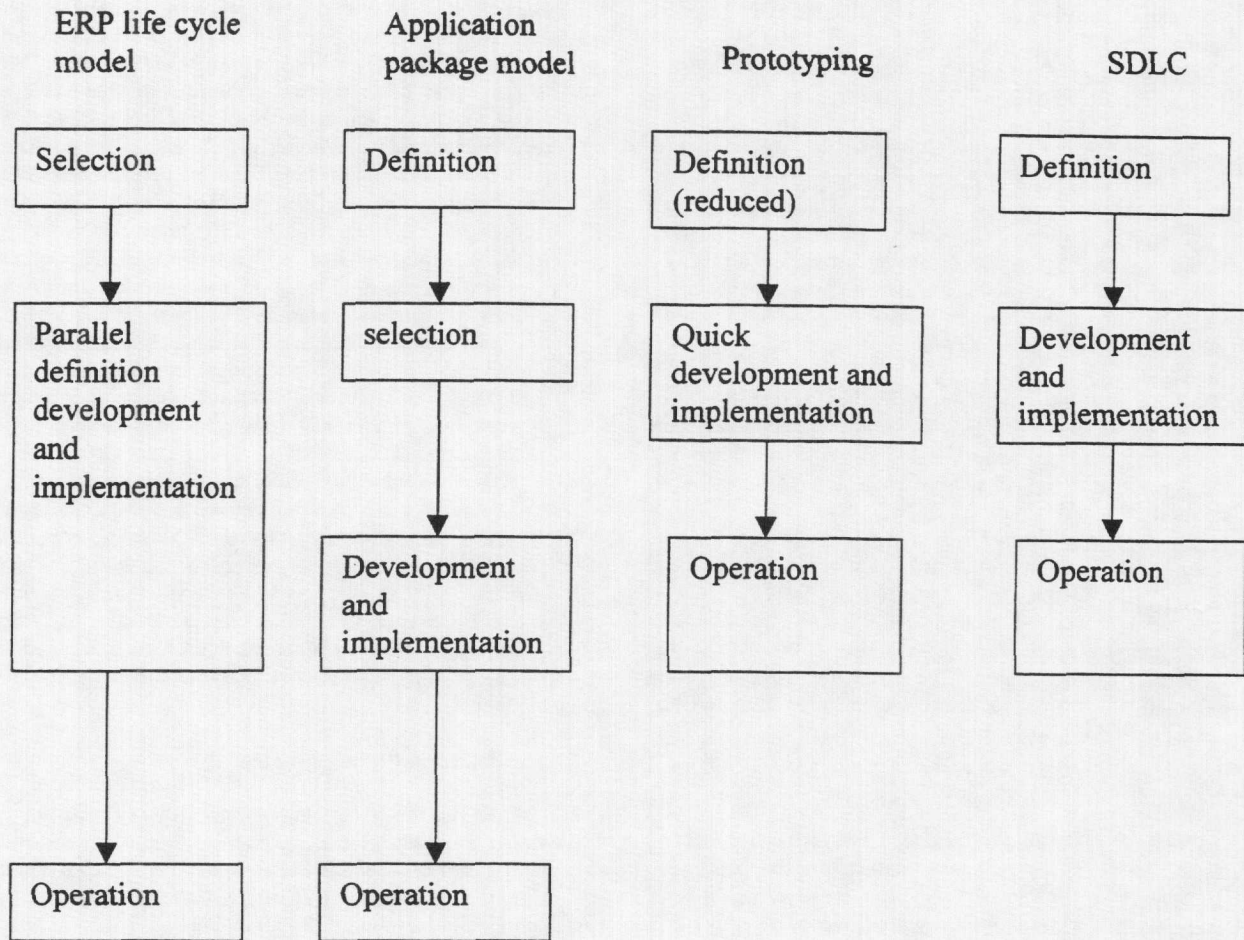 ERP life cycle
model
Selection
Parallel
definition
development
and
implementation
Operation
Application
package model
Definition
selection
Development
and
implementation
Operation
Prototyping
Definition
(reduced)
Quick
development and
implementation
Operation
SDLC
Definition
Development
and
implementation
Operation